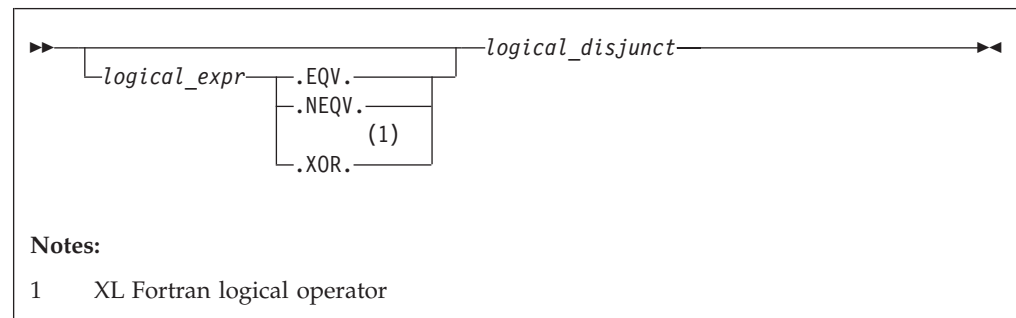 logical_disjunct
logical_expr .EQV.
.NEQV.
(1)
.XOR.
Notes:
1 XL Fortran logical operator